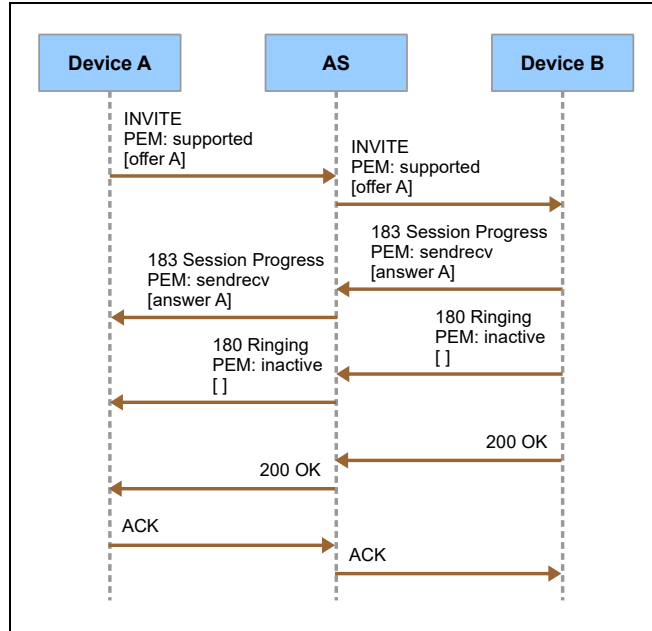 Device A
AS
Device B
INVITE
PEM: supported
[offer A]
INVITE
PEM: supported
[offer A]
183 Session Progress
PEM: sendrecv
[answer A]
183 Session Progress
PEM: sendrecv
[answer A]
180 Ringing
PEM: inactive
[ ]
180 Ringing
PEM: inactive
[ ]
200 OK
200 OK
ACK
ACK